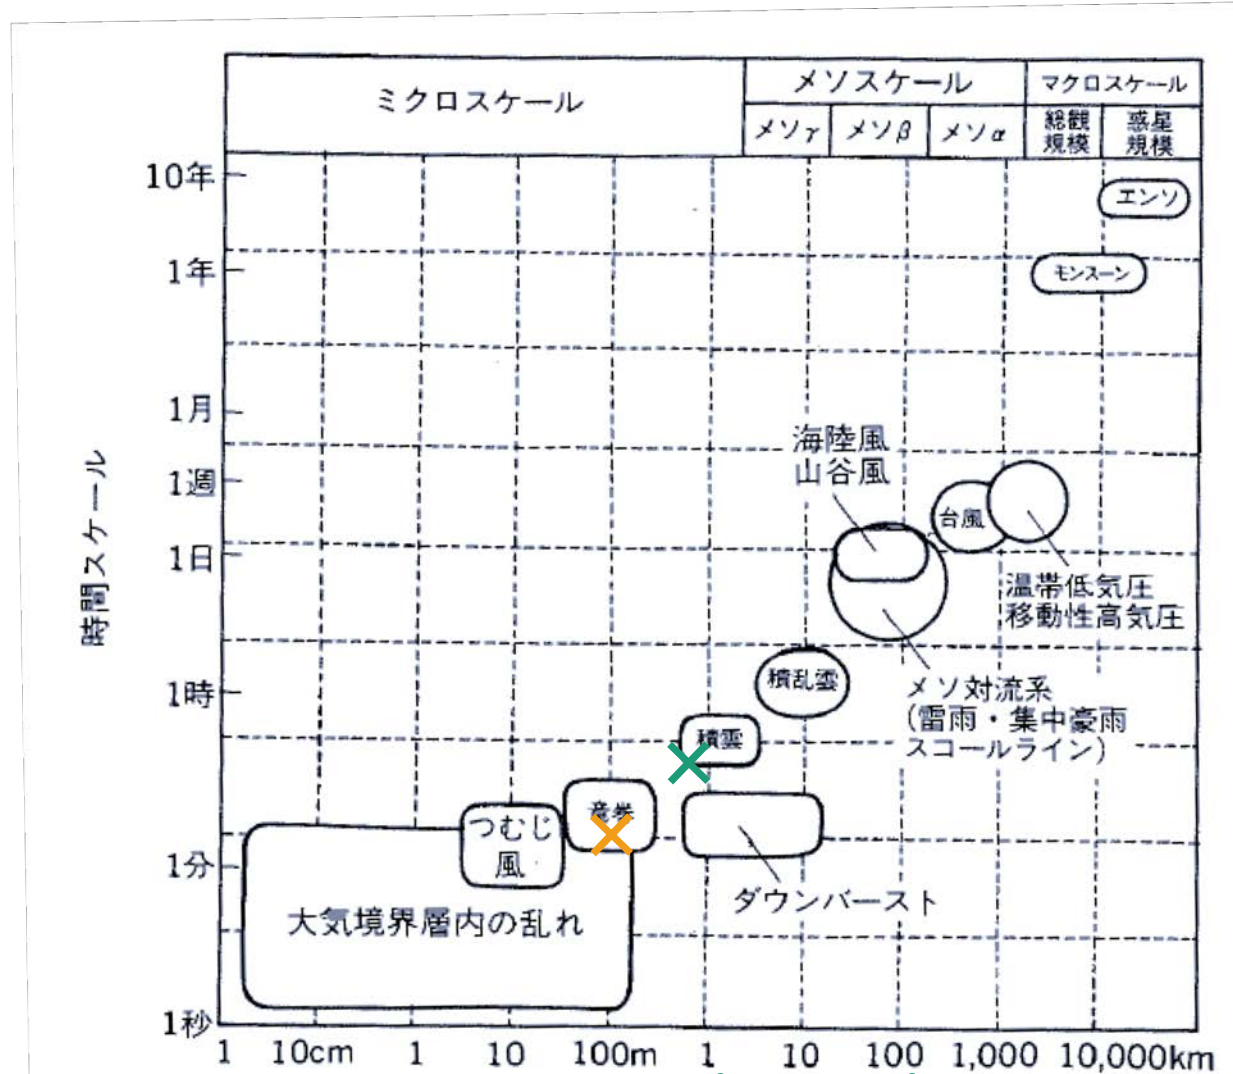 ミクロスケール
メソスケール
マクロスケール
メソγ
メソβ
メソα
総観
規模
惑星
規模
10年
1年
1月
1週
1日
1時
1分
1秒
時間スケール
エンソ
モンスーン
海陸風
山谷風
台風
温帯低気圧
移動性高気圧
積乱雲
メソ対流系
(雷雨・集中豪雨
スコールライン)
積雲
竜巻
つむじ
風
ダウンバースト
大気境界層内の乱れ
1 10cm 1 10 100m 1 10 100 1,000 10,000km